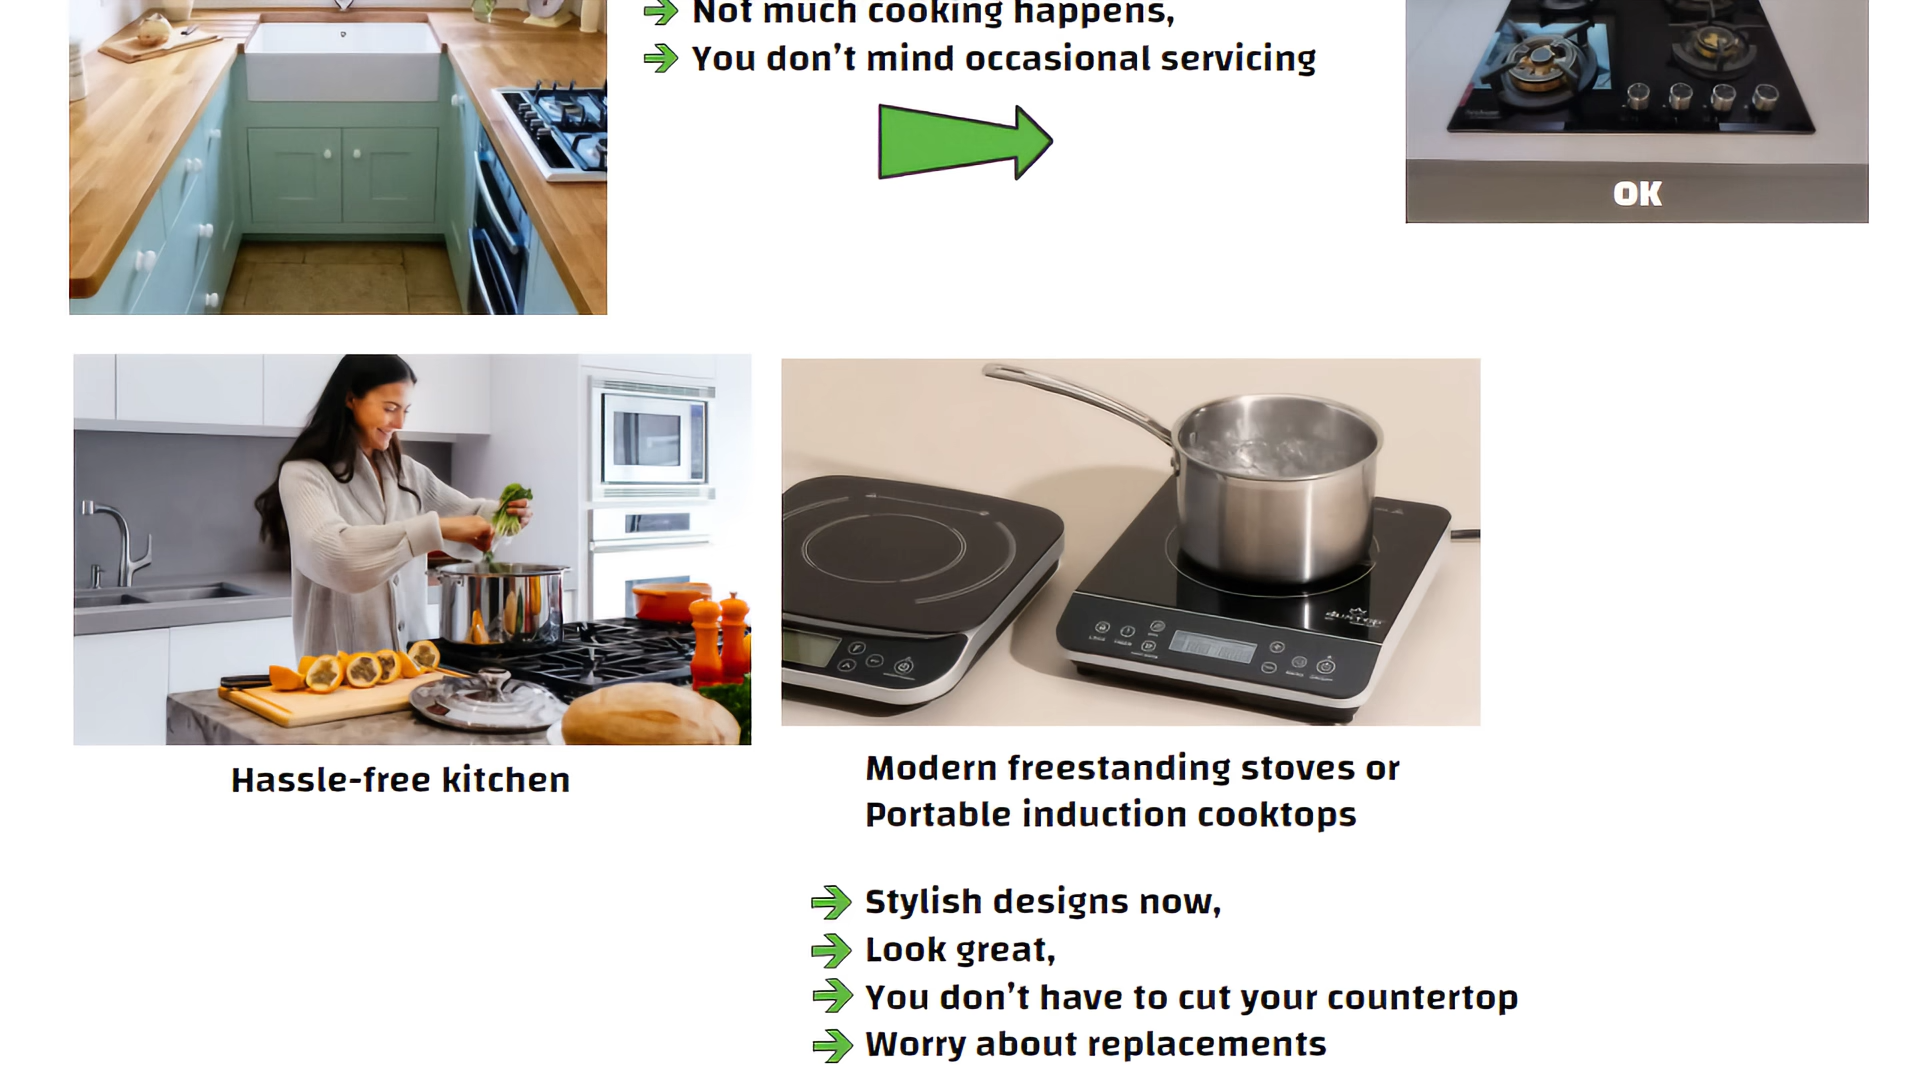 Not much cooking happens,
You don't mind occasional servicing
OK
Hassle-free kitchen
Modern freestanding stoves or
Portable induction cooktops
Stylish designs now,
Look great,
You don't have to cut your countertop
Worry about replacements